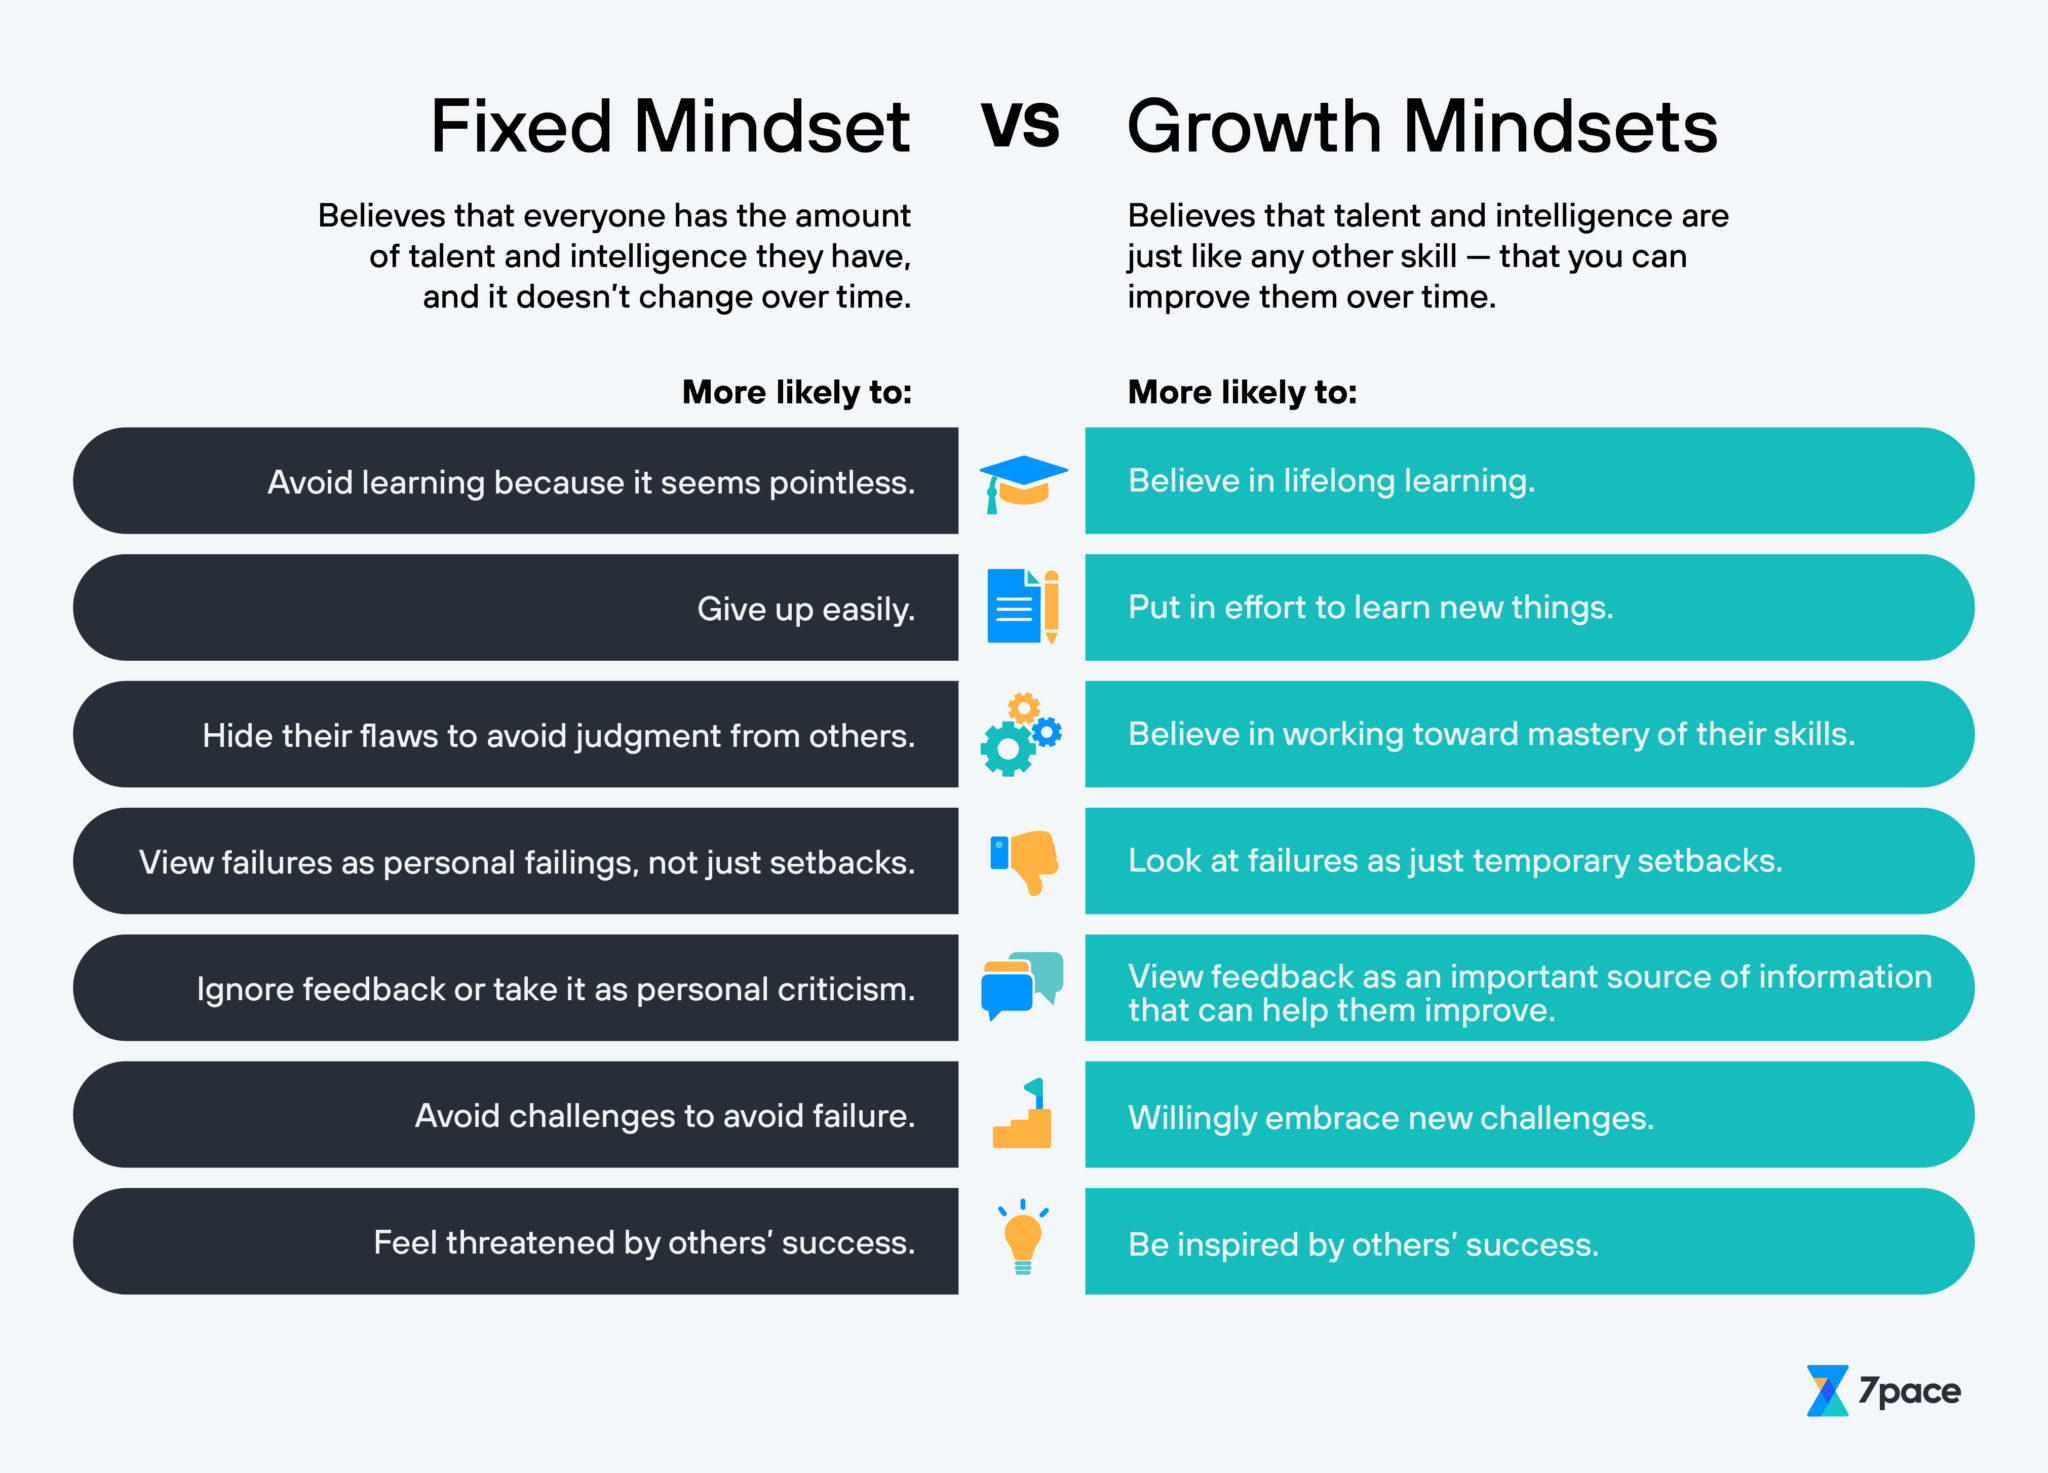 Fixed Mindset vs Growth Mindsets
Believes that everyone has the amount
of talent and intelligence they have,
and it doesn’t change over time.
Believes that talent and intelligence are
just like any other skill — that you can
improve them over time.
More likely to:
More likely to:
Avoid learning because it seems pointless.
Believe in lifelong learning.
Give up easily.
Put in effort to learn new things.
Hide their flaws to avoid judgment from others.
Believe in working toward mastery of their skills.
View failures as personal failings, not just setbacks.
Look at failures as just temporary setbacks.
Ignore feedback or take it as personal criticism.
View feedback as an important source of information
that can help them improve.
Avoid challenges to avoid failure.
Willingly embrace new challenges.
Feel threatened by others’ success.
Be inspired by others’ success.
7pace